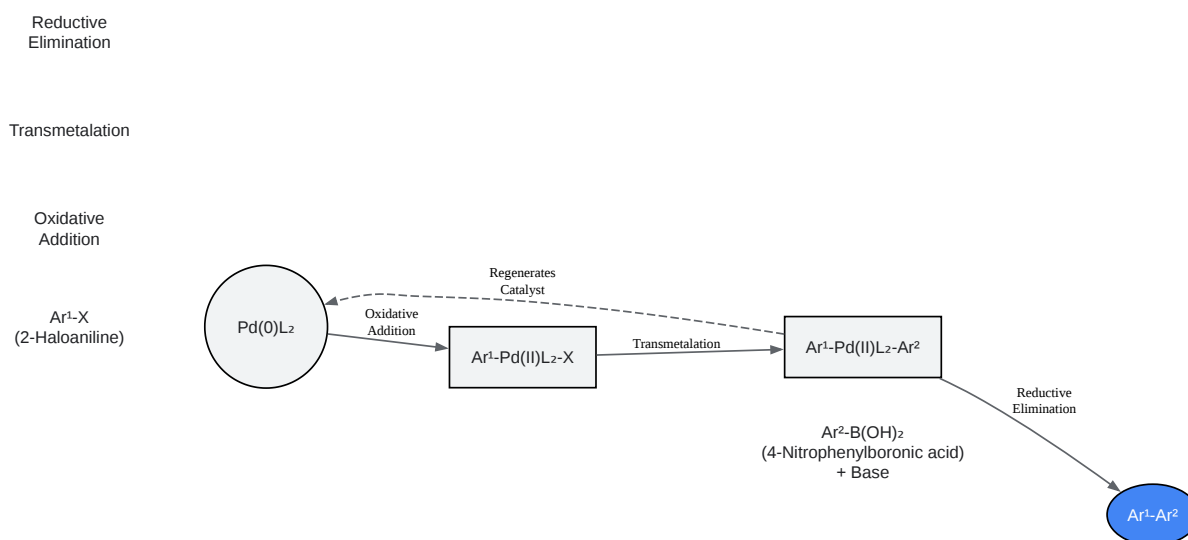 Reductive
Elimination
Transmetalation
Oxidative
Addition
Ar¹-X
(2-Haloaniline)
Pd(0)L₂
Regenerates
Catalyst
Oxidative
Addition
Ar¹-Pd(II)L₂-X
Transmetalation
Ar¹-Pd(II)L₂-Ar²
Reductive
Elimination
Ar²-B(OH)₂
(4-Nitrophenylboronic acid)
+ Base
Ar¹-Ar²